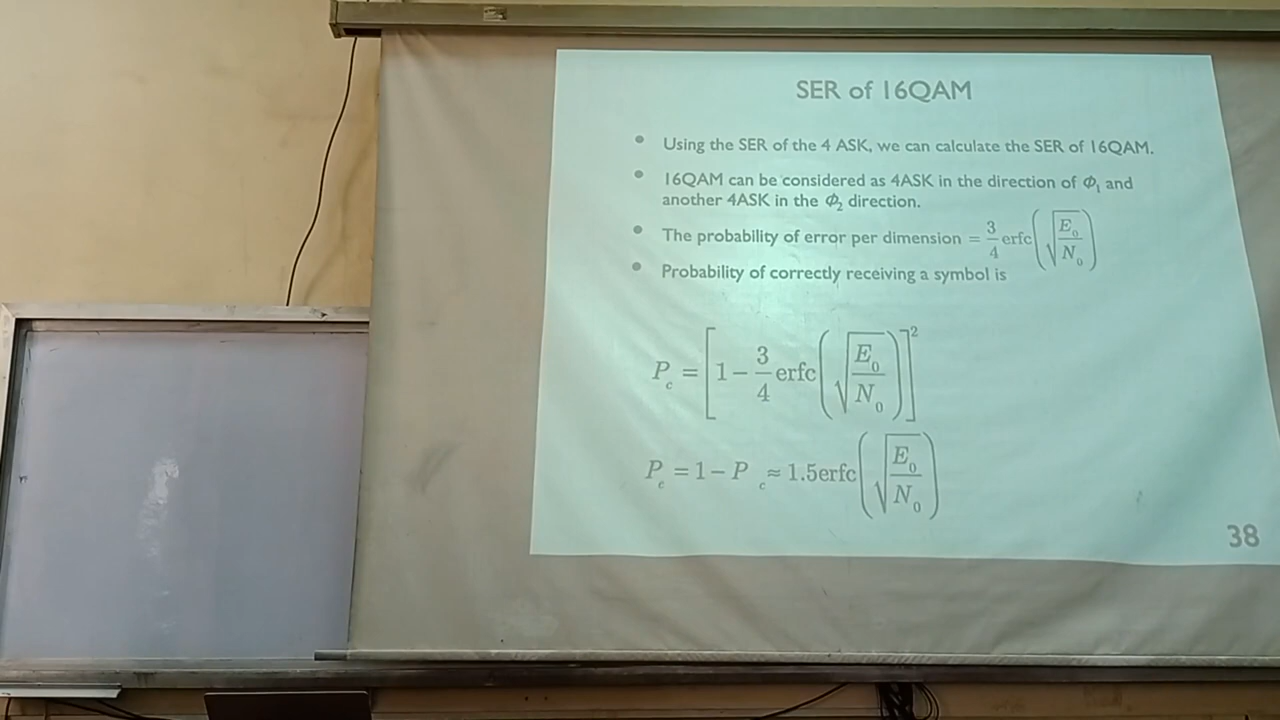 SER of 16QAM
• Using the SER of the 4 ASK, we can calculate the SER of 16QAM.
• 16QAM can be considered as 4ASK in the direction of Φ₁ and
another 4ASK in the Φ₂ direction.
• The probability of error per dimension = 3/4 erfc(√(E₀/N₀))
• Probability of correctly receiving a symbol is
P_c = [1 − 3/4 erfc(√(E₀/N₀))]²
P_e = 1 − P_c ≈ 1.5erfc(√(E₀/N₀))
38